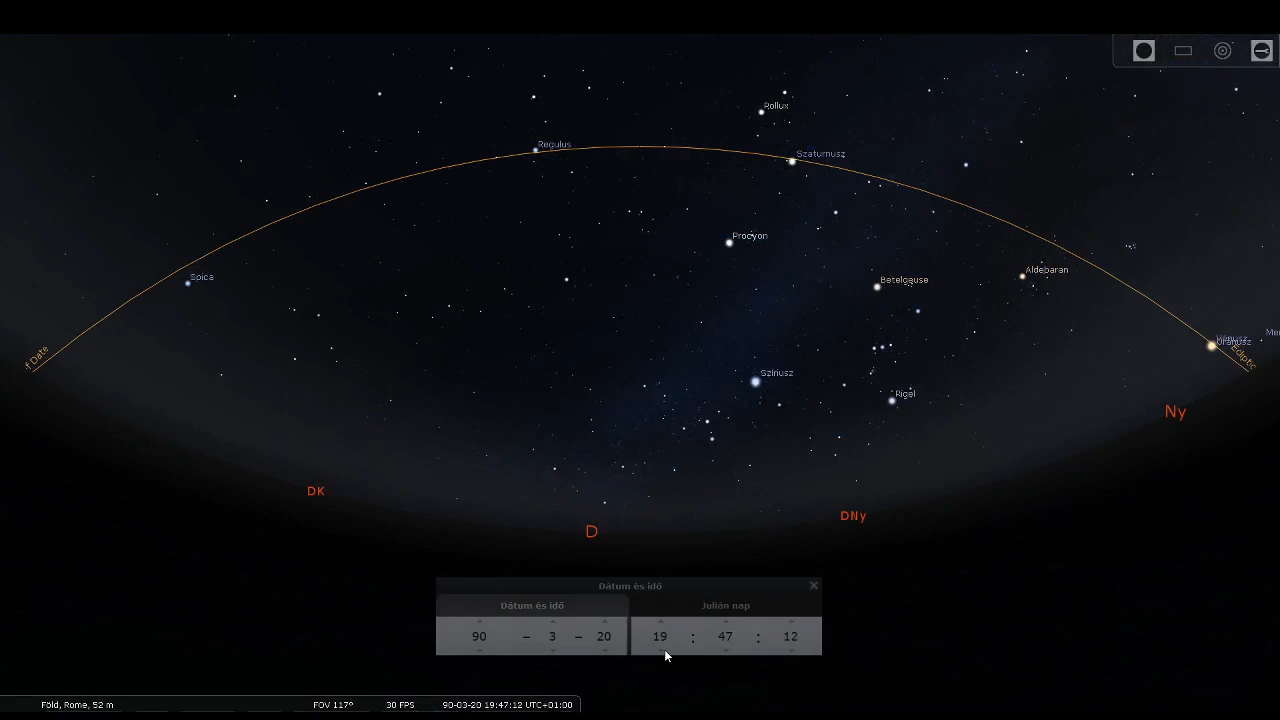 Pollux
Regulus
Szaturnusz
Procyon
Aldebaran
Spica
Betelgeuse
Vénusz
Uránusz
f Date
Szíriusz
Rigel
Ny
DK
DNy
D
Dátum és idő
Dátum és idő Julián nap
90 – 3 – 20 19 : 47 : 12
Föld, Rome, 52 m FOV 117° 30 FPS 90-03-20 19:47:12 UTC+01:00